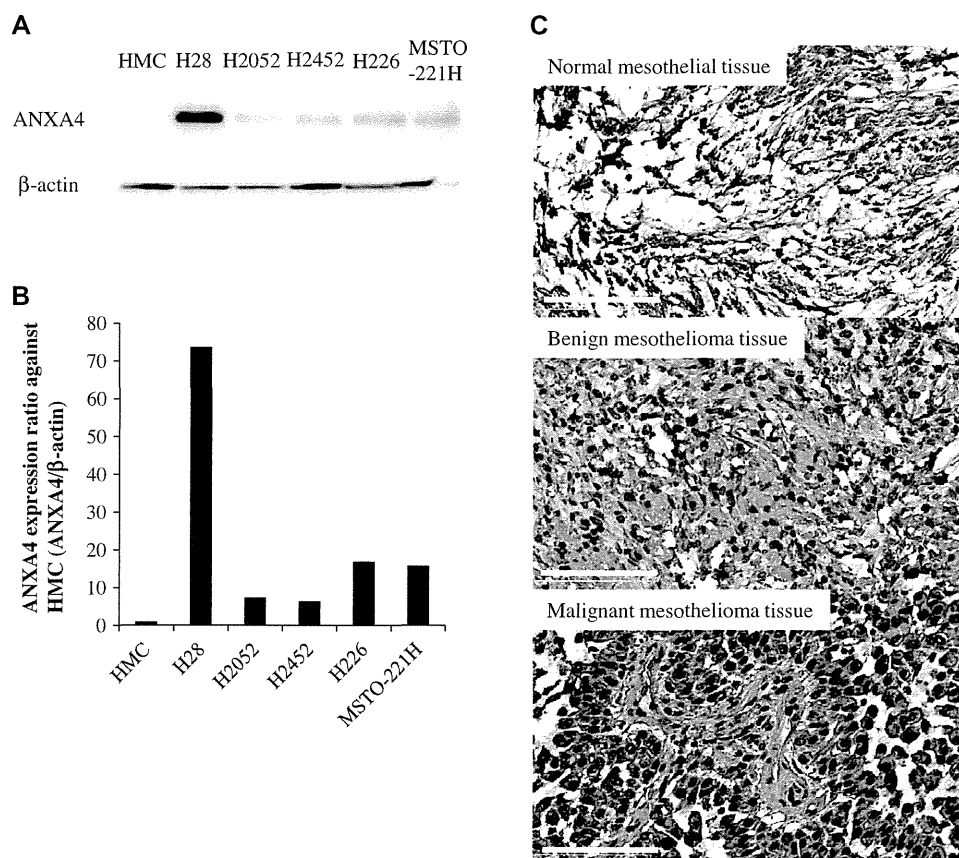 A
HMC H28 H2052 H2452 H226 MSTO
-221H
ANXA4
β-actin
B
ANXA4 expression ratio against
HMC (ANXA4/β-actin)
80
70
60
50
40
30
20
10
0
HMC
H28
H2052
H2452
H226
MSTO-221H
C
Normal mesothelial tissue
Benign mesothelioma tissue
Malignant mesothelioma tissue